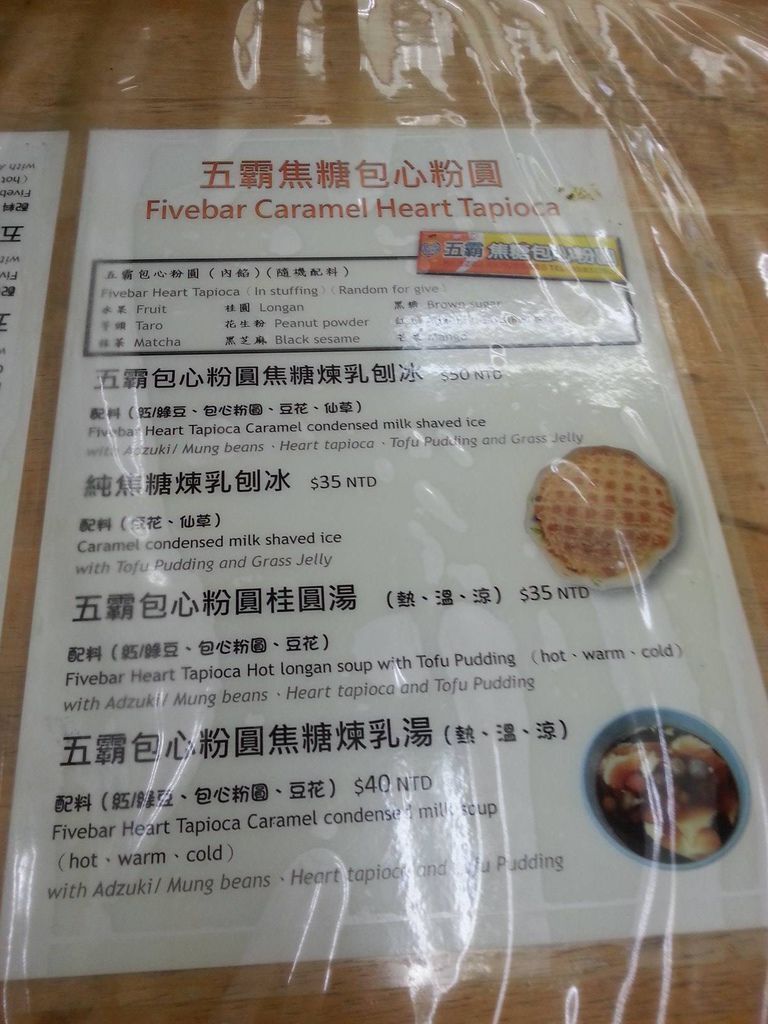 五霸焦糖包心粉圓
Fivebar Caramel Heart Tapioca
五霸 焦糖包心粉圓
五霸包心粉圓（內餡）（隨機配料）
Fivebar Heart Tapioca（In stuffing）（Random for give）
水果 Fruit 桂圓 Longan 黑糖 Brown sugar
芋頭 Taro 花生粉 Peanut powder
抹茶 Matcha 黑芝麻 Black sesame 芒果 Mango
五霸包心粉圓焦糖煉乳刨冰 $50 NTD
配料（紅/綠豆、包心粉圓、豆花、仙草）
Fivebar Heart Tapioca Caramel condensed milk shaved ice
with Adzuki/ Mung beans、Heart tapioca、Tofu Pudding and Grass Jelly
純焦糖煉乳刨冰 $35 NTD
配料（豆花、仙草）
Caramel condensed milk shaved ice
with Tofu Pudding and Grass Jelly
五霸包心粉圓桂圓湯 （熱、溫、涼） $35 NTD
配料（紅/綠豆、包心粉圓、豆花）
Fivebar Heart Tapioca Hot longan soup with Tofu Pudding （hot、warm、cold）
with Adzuki/ Mung beans、Heart tapioca and Tofu Pudding
五霸包心粉圓焦糖煉乳湯（熱、溫、涼）
配料（紅/綠豆、包心粉圓、豆花） $40 NTD
Fivebar Heart Tapioca Caramel condensed milk soup
（hot、warm、cold）
with Adzuki/ Mung beans、Heart tapioca and Tofu Pudding